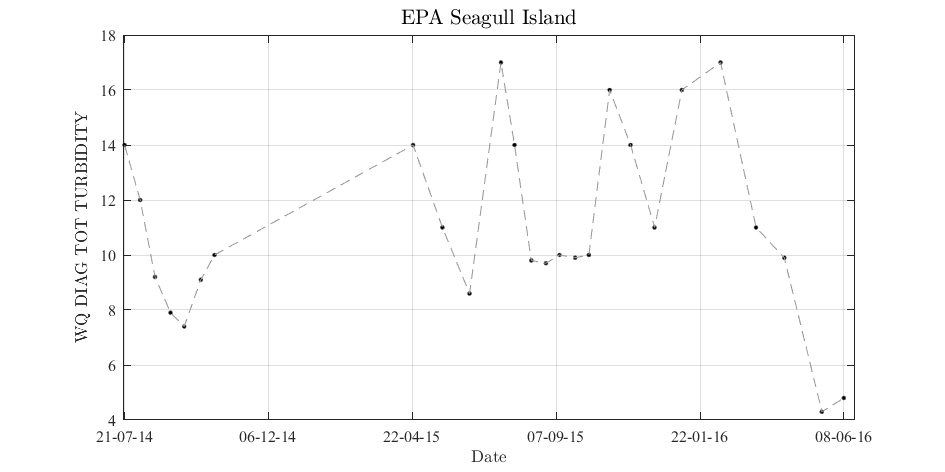 EPA Seagull Island
18
16
14
12
10
8
6
4
WQ DIAG TOT TURBIDITY
21-07-14 06-12-14 22-04-15 07-09-15 22-01-16 08-06-16
Date